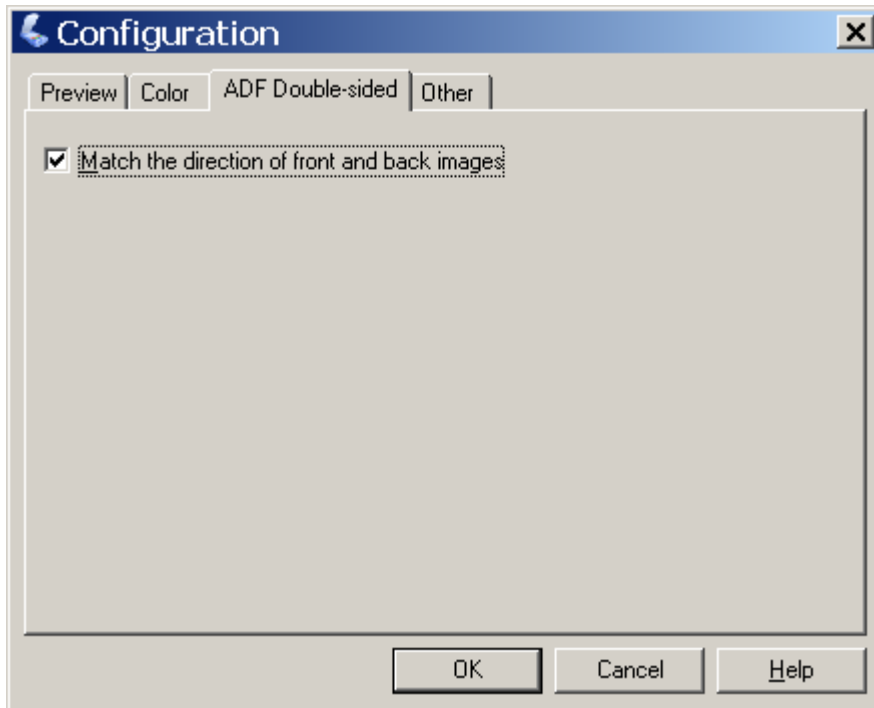 Configuration
Preview Color ADF Double-sided Other
Match the direction of front and back images
OK Cancel Help